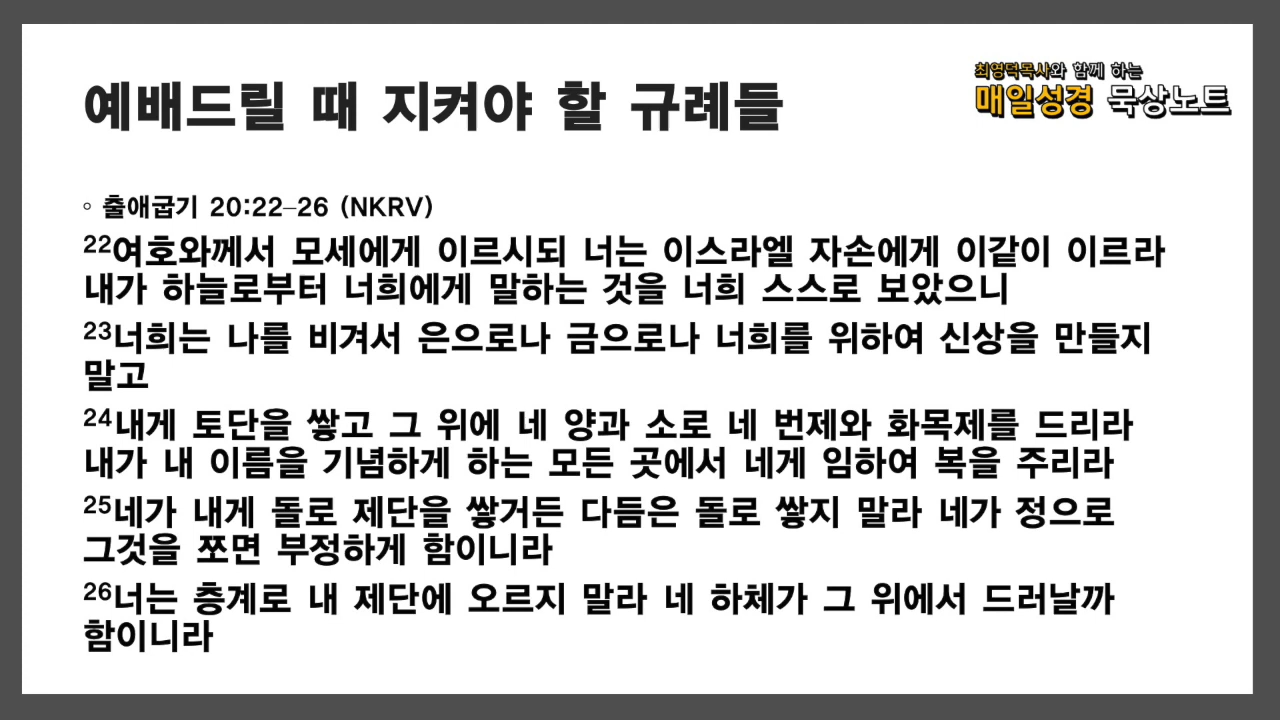 예배드릴 때 지켜야 할 규례들
최영덕목사와 함께 하는
매일성경 묵상노트
◦ 출애굽기 20:22–26 (NKRV)
22여호와께서 모세에게 이르시되 너는 이스라엘 자손에게 이같이 이르라
내가 하늘로부터 너희에게 말하는 것을 너희 스스로 보았으니
23너희는 나를 비겨서 은으로나 금으로나 너희를 위하여 신상을 만들지
말고
24내게 토단을 쌓고 그 위에 네 양과 소로 네 번제와 화목제를 드리라
내가 내 이름을 기념하게 하는 모든 곳에서 네게 임하여 복을 주리라
25네가 내게 돌로 제단을 쌓거든 다듬은 돌로 쌓지 말라 네가 정으로
그것을 쪼면 부정하게 함이니라
26너는 층계로 내 제단에 오르지 말라 네 하체가 그 위에서 드러날까
함이니라